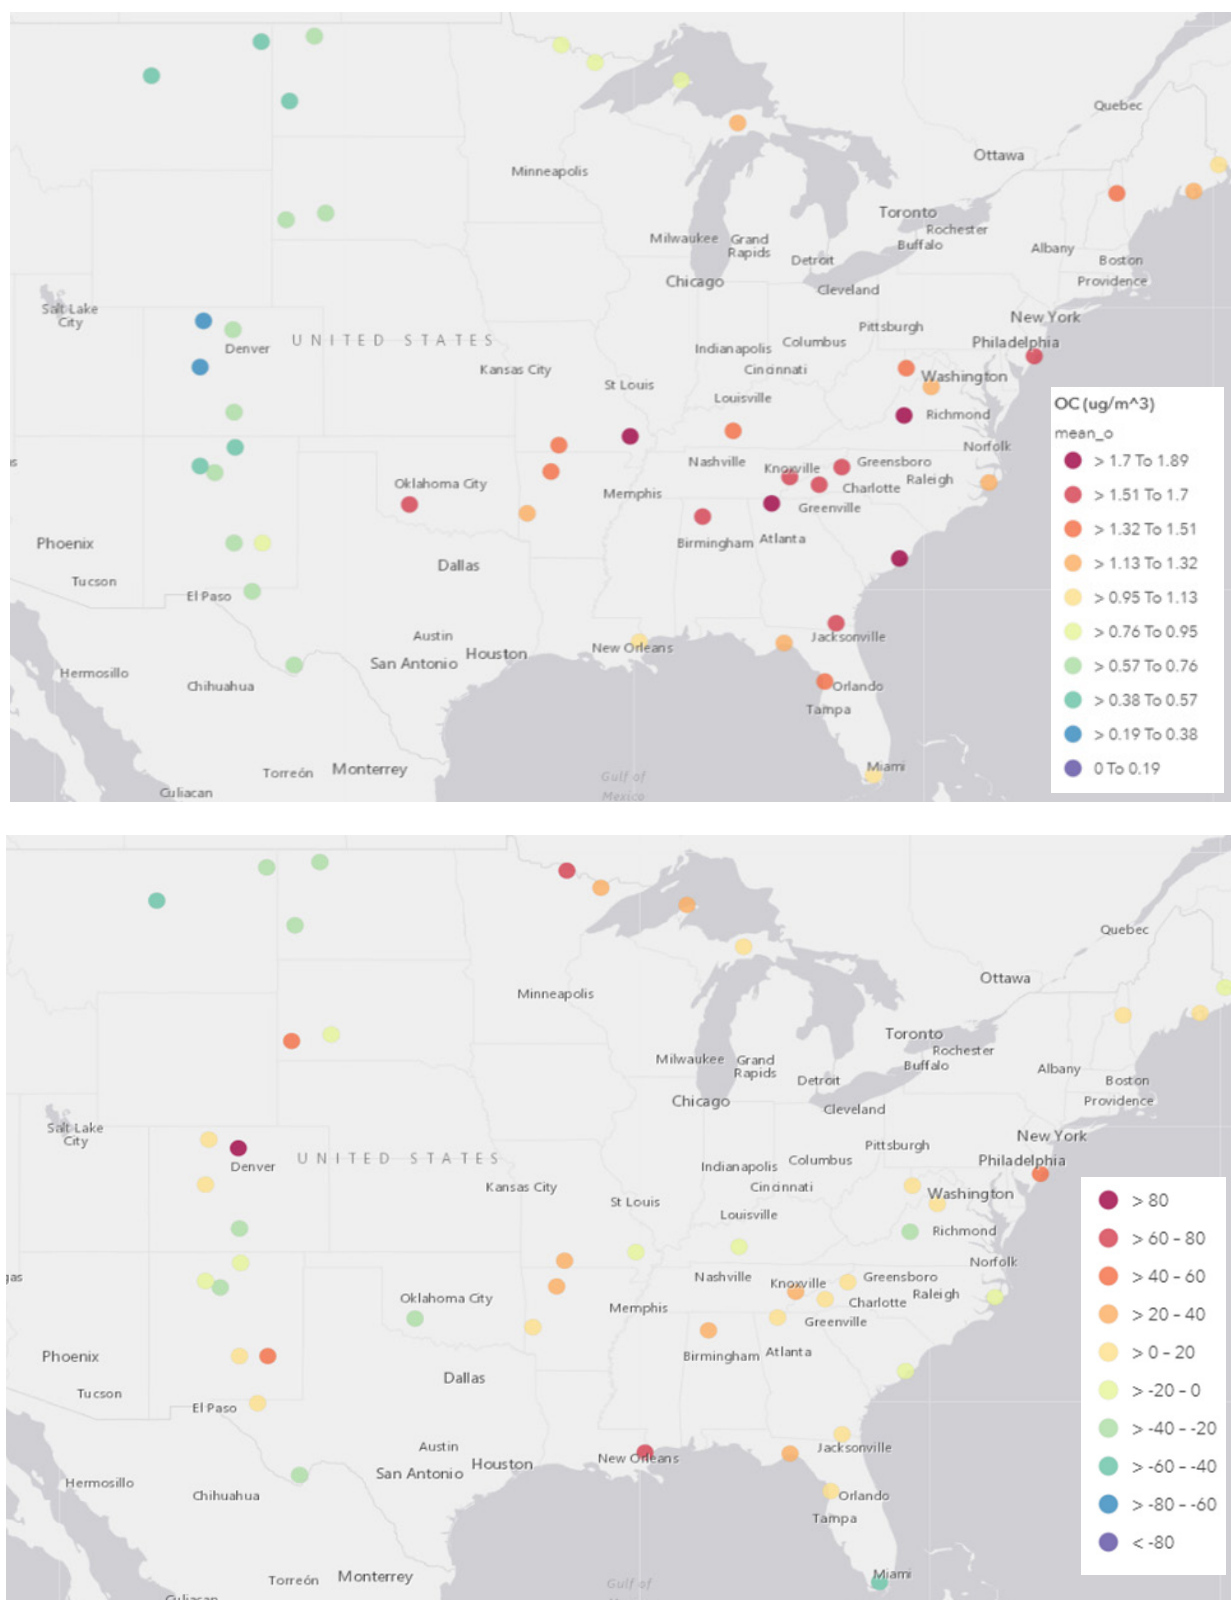 Quebec
Ottawa
Minneapolis
Toronto
Rochester
Buffalo
Milwaukee
Grand
Rapids
Albany
Detroit
Boston
Chicago
Providence
Cleveland
Salt Lake
City
New York
Pittsburgh
UNITED STATES
Denver
Columbus
Philadelphia
Indianapolis
Kansas City
Cincinnati
Washington
St Louis
Louisville
Richmond
Norfolk
Nashville
Knoxville
Greensboro
Raleigh
Oklahoma City
Charlotte
Memphis
Greenville
Phoenix
Birmingham
Atlanta
Dallas
Tucson
El Paso
Austin
Jacksonville
New Orleans
Houston
San Antonio
Hermosillo
Chihuahua
Orlando
Tampa
Miami
Torreón
Monterrey
Gulf of
Mexico
Culiacan
OC (ug/m^3)
mean_o
> 1.7 To 1.89
> 1.51 To 1.7
> 1.32 To 1.51
> 1.13 To 1.32
> 0.95 To 1.13
> 0.76 To 0.95
> 0.57 To 0.76
> 0.38 To 0.57
> 0.19 To 0.38
0 To 0.19
Quebec
Ottawa
Minneapolis
Toronto
Rochester
Buffalo
Milwaukee
Grand
Rapids
Albany
Detroit
Boston
Chicago
Providence
Cleveland
Salt Lake
City
New York
Pittsburgh
UNITED STATES
Denver
Columbus
Philadelphia
Indianapolis
Kansas City
Cincinnati
Washington
St Louis
Louisville
Richmond
Norfolk
gas
Nashville
Knoxville
Greensboro
Raleigh
Oklahoma City
Charlotte
Memphis
Greenville
Phoenix
Birmingham
Atlanta
Dallas
Tucson
El Paso
Austin
Jacksonville
New Orleans
Houston
San Antonio
Hermosillo
Chihuahua
Orlando
Tampa
Miami
Torreón
Monterrey
Gulf of
> 80
> 60 - 80
> 40 - 60
> 20 - 40
> 0 - 20
> -20 - 0
> -40 - -20
> -60 - -40
> -80 - -60
< -80